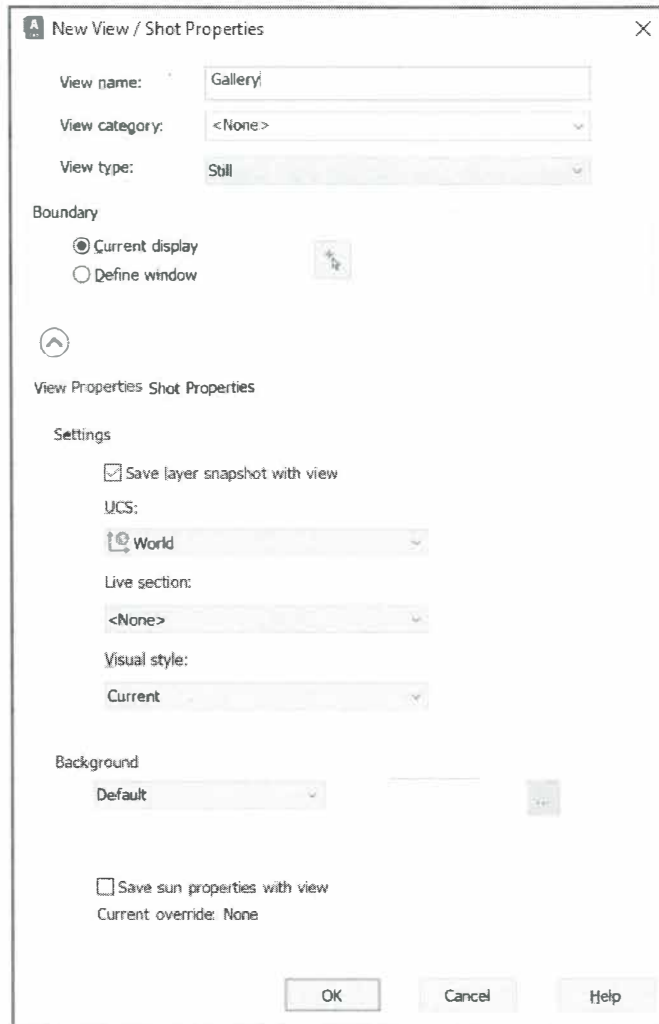 New View / Shot Properties
View name: Gallery
View category: <None>
View type: Still
Boundary
Current display
Define window
View Properties Shot Properties
Settings
Save layer snapshot with view
UCS:
World
Live section:
<None>
Visual style:
Current
Background
Default
...
Save sun properties with view
Current override: None
OK Cancel Help